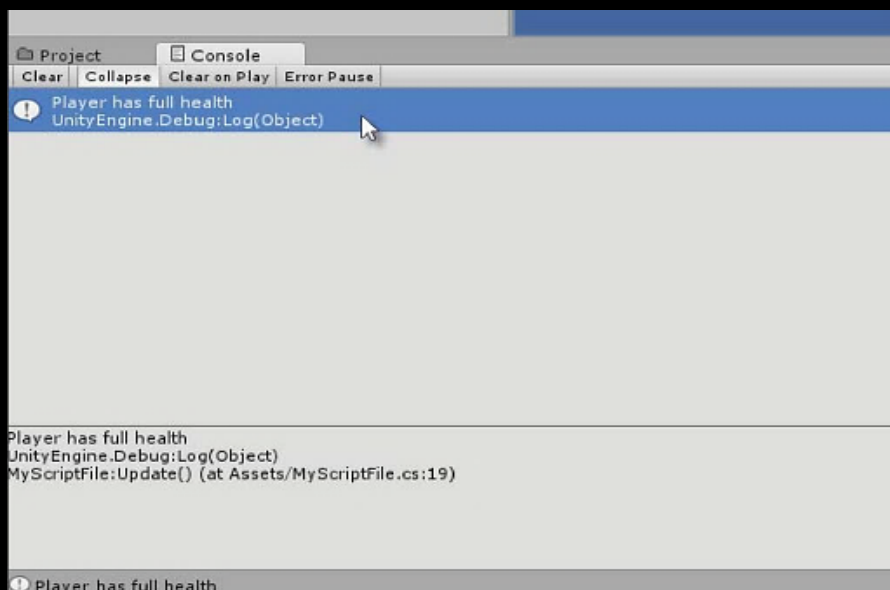 Project Console
Clear Collapse Clear on Play Error Pause
Player has full health
UnityEngine.Debug:Log(Object)
Player has full health
UnityEngine.Debug:Log(Object)
MyScriptFile:Update() (at Assets/MyScriptFile.cs:19)
Player has full health